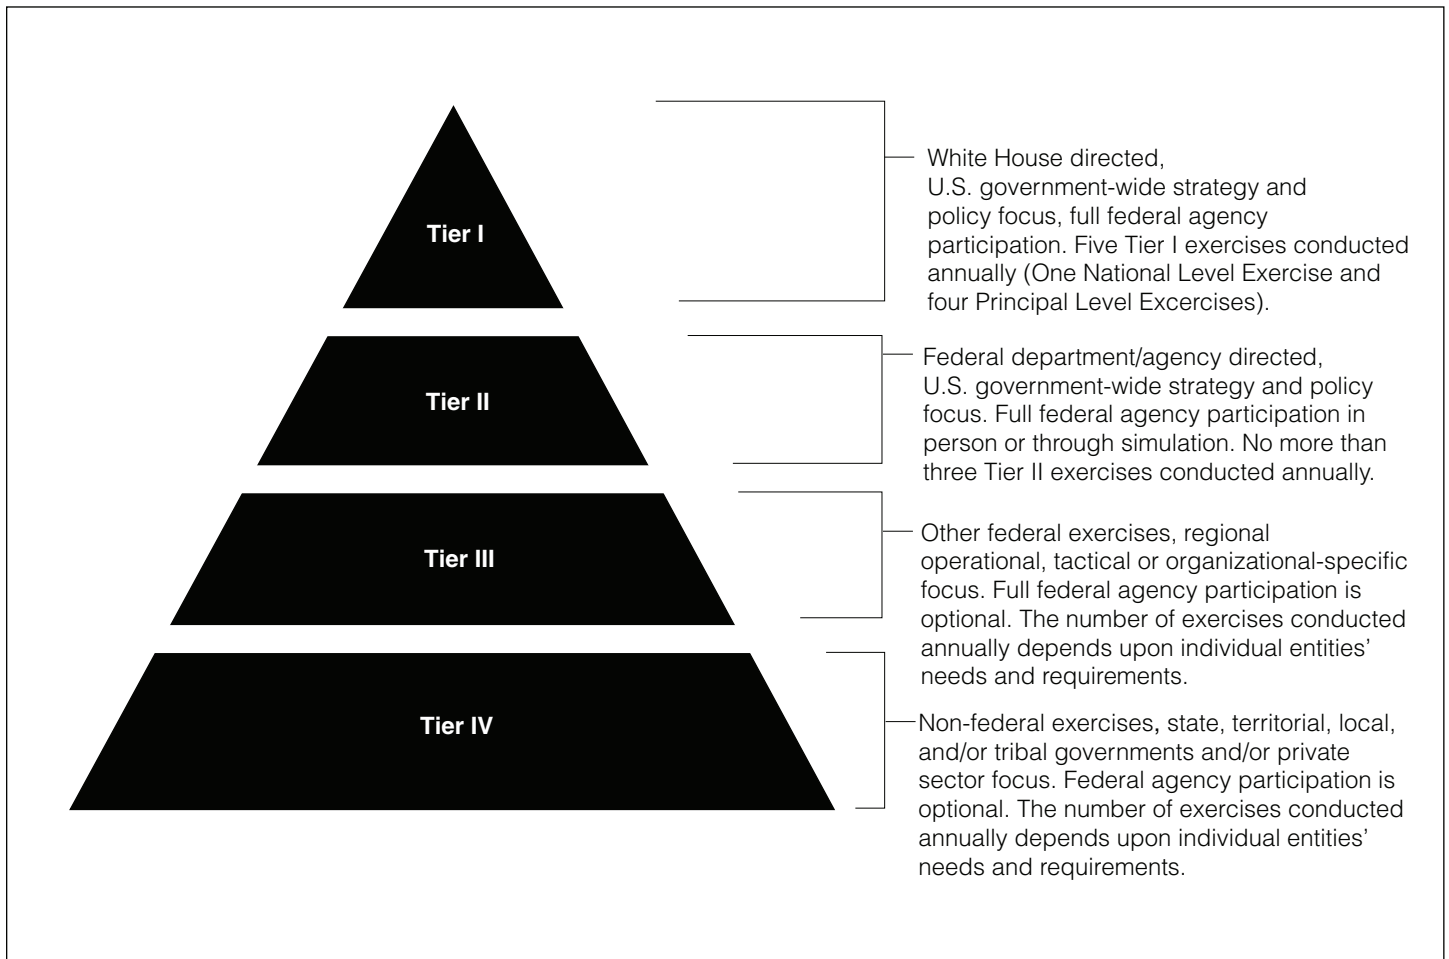 Tier I
White House directed,
U.S. government-wide strategy and
policy focus, full federal agency
participation. Five Tier I exercises conducted
annually (One National Level Exercise and
four Principal Level Excercises).
Tier II
Federal department/agency directed,
U.S. government-wide strategy and policy
focus. Full federal agency participation in
person or through simulation. No more than
three Tier II exercises conducted annually.
Tier III
Other federal exercises, regional
operational, tactical or organizational-specific
focus. Full federal agency participation is
optional. The number of exercises conducted
annually depends upon individual entities’
needs and requirements.
Tier IV
Non-federal exercises, state, territorial, local,
and/or tribal governments and/or private
sector focus. Federal agency participation is
optional. The number of exercises conducted
annually depends upon individual entities’
needs and requirements.